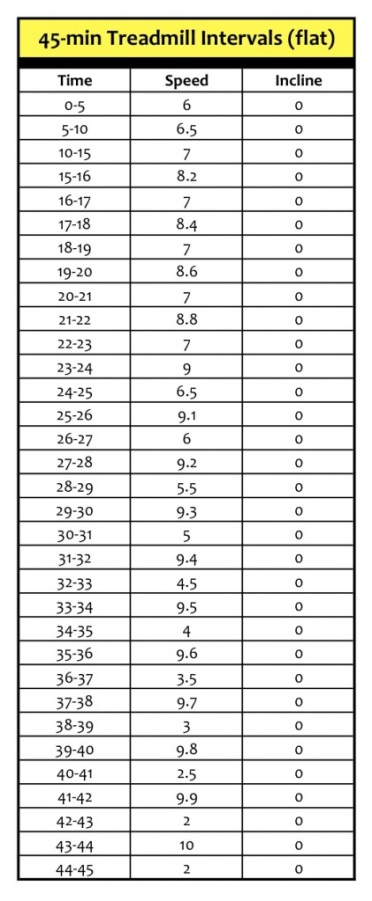 45-min Treadmill Intervals (flat)
Time Speed Incline
0-5 6 0
5-10 6.5 0
10-15 7 0
15-16 8.2 0
16-17 7 0
17-18 8.4 0
18-19 7 0
19-20 8.6 0
20-21 7 0
21-22 8.8 0
22-23 7 0
23-24 9 0
24-25 6.5 0
25-26 9.1 0
26-27 6 0
27-28 9.2 0
28-29 5.5 0
29-30 9.3 0
30-31 5 0
31-32 9.4 0
32-33 4.5 0
33-34 9.5 0
34-35 4 0
35-36 9.6 0
36-37 3.5 0
37-38 9.7 0
38-39 3 0
39-40 9.8 0
40-41 2.5 0
41-42 9.9 0
42-43 2 0
43-44 10 0
44-45 2 0